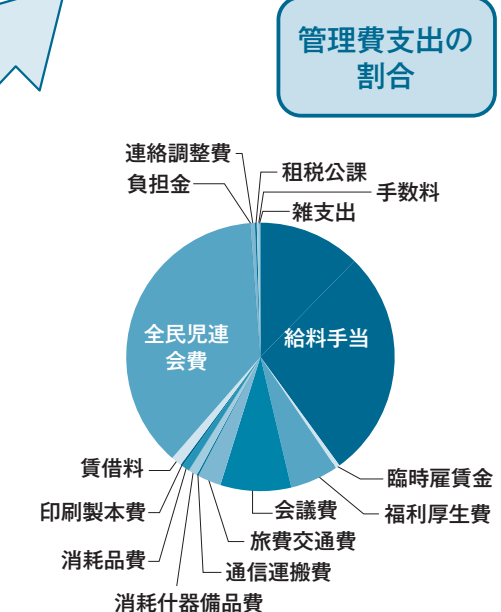 管理費支出の
割合
連絡調整費
負担金
租税公課
手数料
雑支出
全民児連
会費
給料手当
賃借料
臨時雇賃金
印刷製本費
会議費
福利厚生費
旅費交通費
消耗品費
通信運搬費
消耗什器備品費